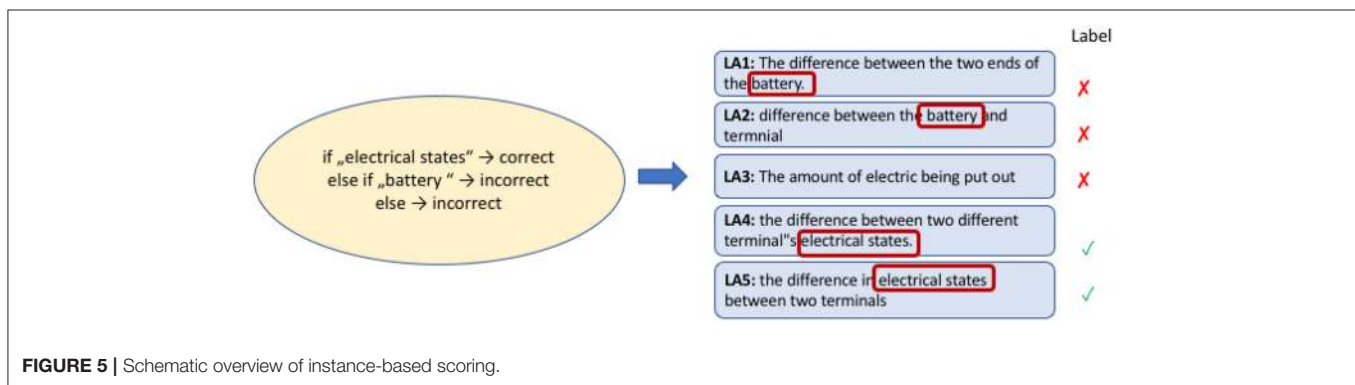 Label
if „electrical states“ → correct
else if „battery “ → incorrect
else → incorrect
LA1: The difference between the two ends of
the battery.
✗
LA2: difference between the battery and
termnial
✗
LA3: The amount of electric being put out
✗
LA4: the difference between two different
terminal"s electrical states.
✓
LA5: the difference in electrical states
between two terminals
✓
FIGURE 5 | Schematic overview of instance-based scoring.